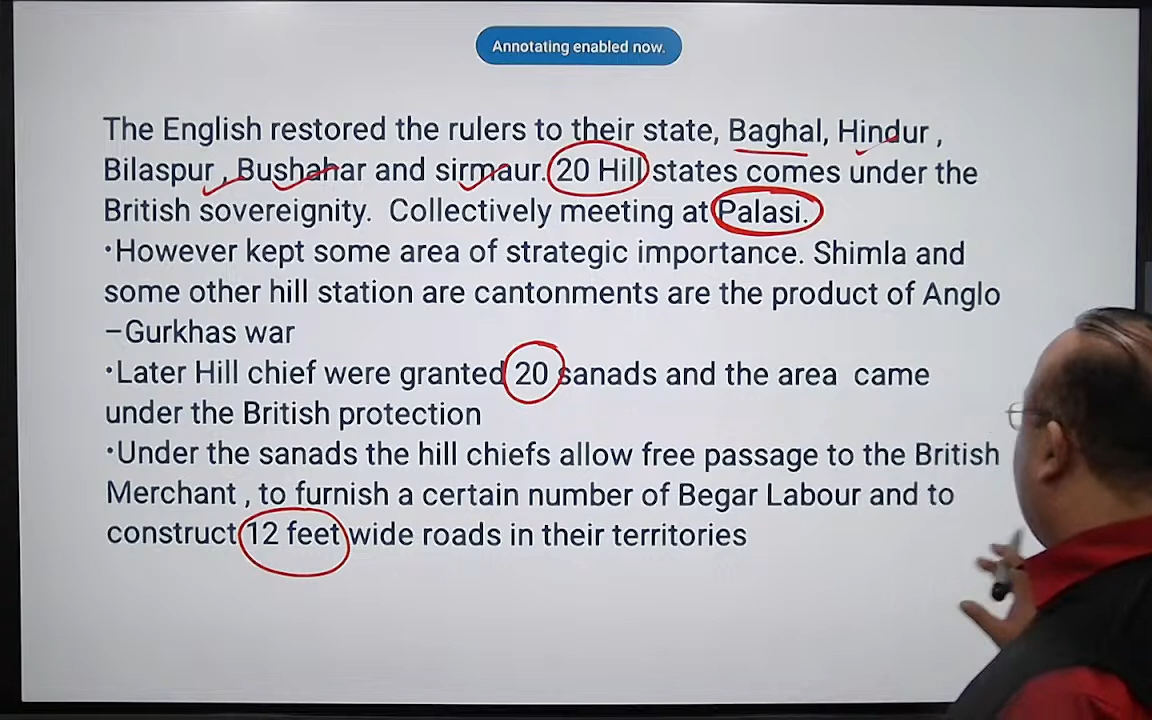 Annotating enabled now.
The English restored the rulers to their state, Baghal, Hindur ,
Bilaspur , Bushahar and sirmaur. 20 Hill states comes under the
British sovereignity. Collectively meeting at Palasi.
•However kept some area of strategic importance. Shimla and
some other hill station are cantonments are the product of Anglo
–Gurkhas war
•Later Hill chief were granted 20 sanads and the area came
under the British protection
•Under the sanads the hill chiefs allow free passage to the British
Merchant , to furnish a certain number of Begar Labour and to
construct 12 feet wide roads in their territories